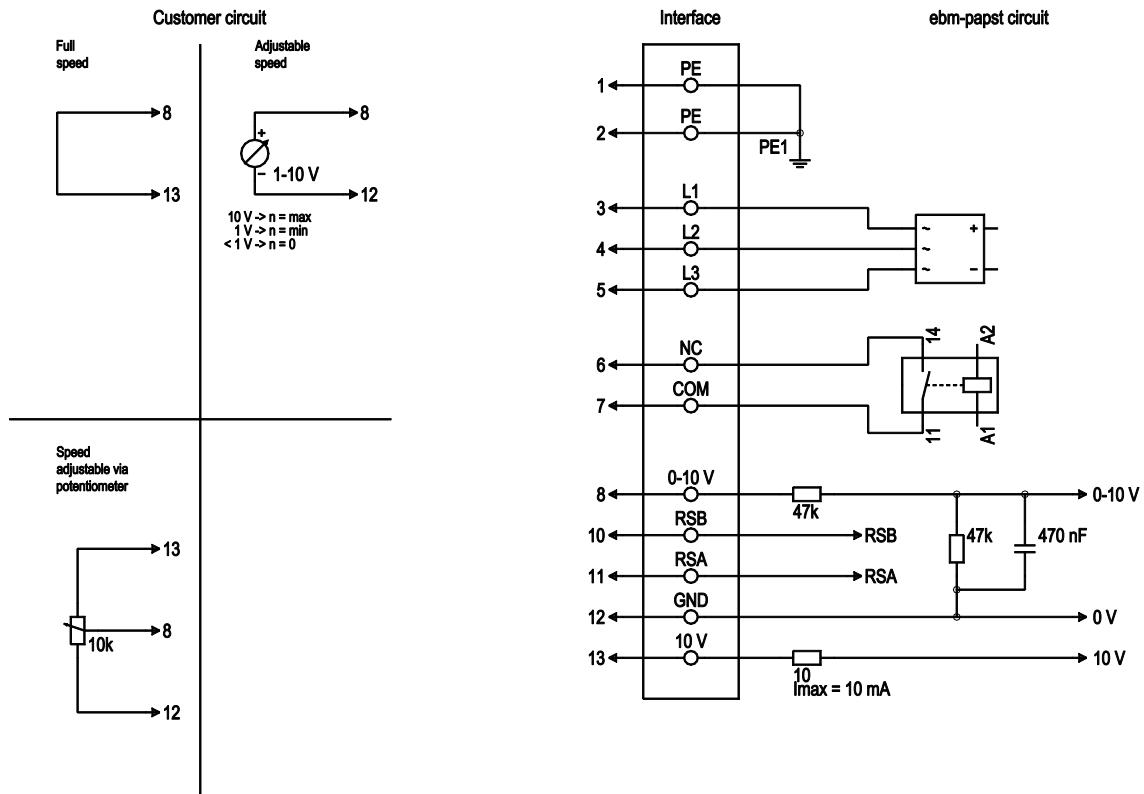 Customer circuit
Interface
ebm-papst circuit
Full
speed
8
13
Adjustable
speed
8
+
–
1-10 V
12
10 V -> n = max
1 V -> n = min
< 1 V -> n = 0
Speed
adjustable via
potentiometer
13
8
10k
12
1
PE
2
PE
PE1
3
L1
4
L2
5
L3
~ +
~
~ –
6
NC
7
COM
14
A2
11
A1
8
0-10 V
47k
0-10 V
10
RSB
RSB
47k
470 nF
11
RSA
RSA
12
GND
0 V
13
10 V
10
Imax = 10 mA
10 V